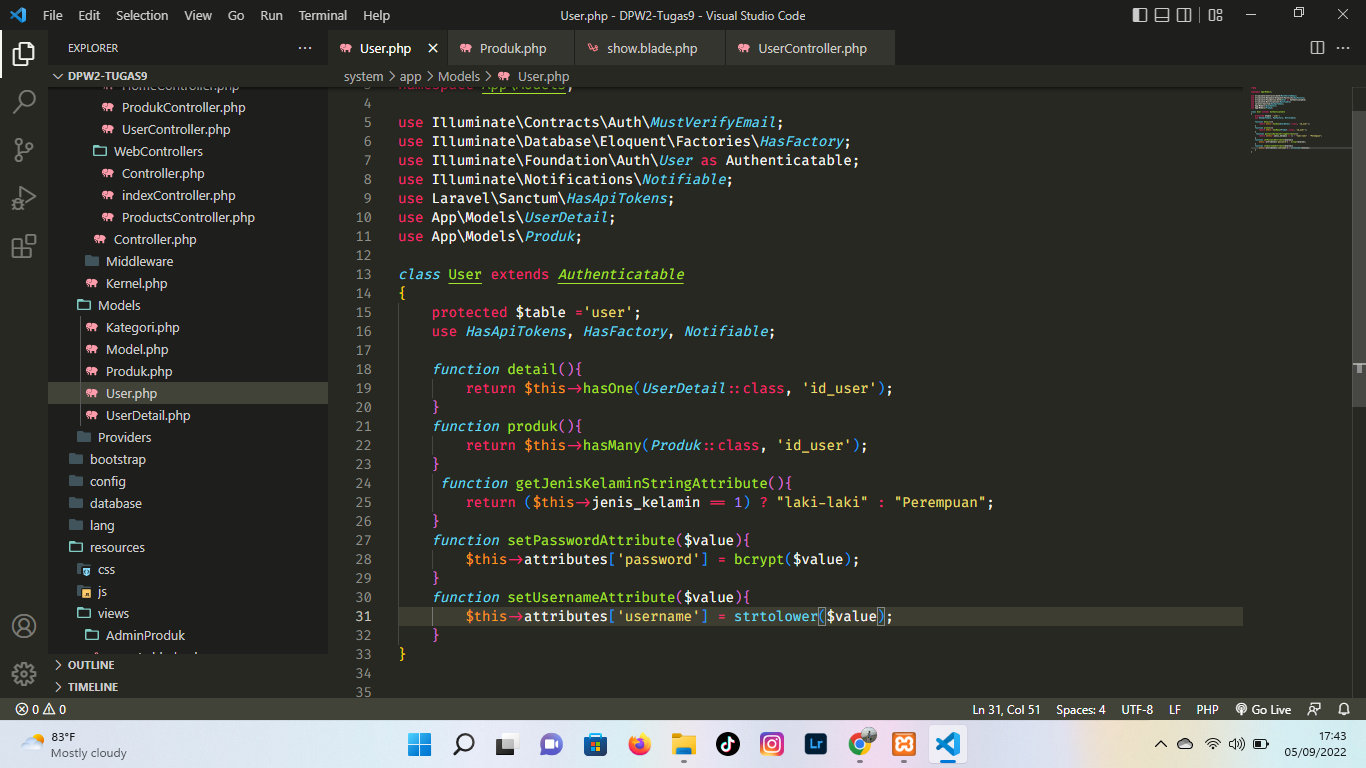 File Edit Selection View Go Run Terminal Help User.php - DPW2-Tugas9 - Visual Studio Code
EXPLORER
DPW2-TUGAS9
HomeController.php
ProdukController.php
UserController.php
WebControllers
Controller.php
indexController.php
ProductsController.php
Controller.php
Middleware
Kernel.php
Models
Kategori.php
Model.php
Produk.php
User.php
UserDetail.php
Providers
bootstrap
config
database
lang
resources
css
js
views
AdminProduk
OUTLINE
TIMELINE
User.php Produk.php show.blade.php UserController.php
system > app > Models > User.php
3 namespace App\Models;
4
5 use Illuminate\Contracts\Auth\MustVerifyEmail;
6 use Illuminate\Database\Eloquent\Factories\HasFactory;
7 use Illuminate\Foundation\Auth\User as Authenticatable;
8 use Illuminate\Notifications\Notifiable;
9 use Laravel\Sanctum\HasApiTokens;
10 use App\Models\UserDetail;
11 use App\Models\Produk;
12
13 class User extends Authenticatable
14 {
15 protected $table ='user';
16 use HasApiTokens, HasFactory, Notifiable;
17
18 function detail(){
19 return $this->hasOne(UserDetail::class, 'id_user');
20 }
21 function produk(){
22 return $this->hasMany(Produk::class, 'id_user');
23 }
24 function getJenisKelaminStringAttribute(){
25 return ($this->jenis_kelamin == 1) ? "laki-laki" : "Perempuan";
26 }
27 function setPasswordAttribute($value){
28 $this->attributes['password'] = bcrypt($value);
29 }
30 function setUsernameAttribute($value){
31 $this->attributes['username'] = strtolower($value);
32 }
33 }
34
35
0 0 Ln 31, Col 51 Spaces: 4 UTF-8 LF PHP Go Live
83°F
Mostly cloudy
Lr
17:43
05/09/2022